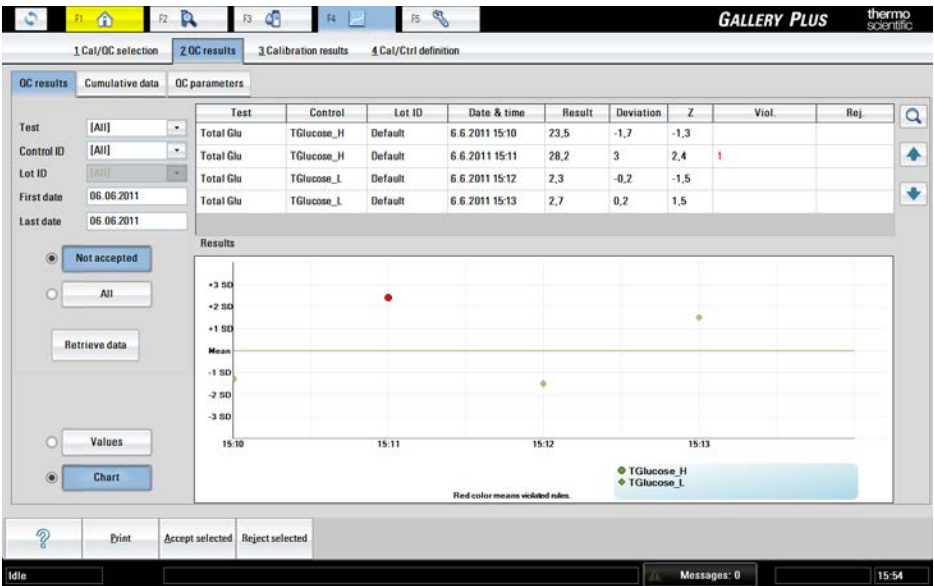 F1 F2 F3 F4 F5 GALLERY PLUS thermo scientific
1 Cal/QC selection 2 QC results 3 Calibration results 4 Cal/Ctrl definition
QC results Cumulative data QC parameters
Test [All]
Control ID [All]
Lot ID [All]
First date 06.06.2011
Last date 06.06.2011
Not accepted
All
Retrieve data
Values
Chart
Test Control Lot ID Date & time Result Deviation Z Viol. Rej.
Total Glu TGlucose_H Default 6.6.2011 15:10 23,5 -1,7 -1,3
Total Glu TGlucose_H Default 6.6.2011 15:11 28,2 3 2,4 1
Total Glu TGlucose_L Default 6.6.2011 15:12 2,3 -0,2 -1,5
Total Glu TGlucose_L Default 6.6.2011 15:13 2,7 0,2 1,5
Results
+3 SD
+2 SD
+1 SD
Mean
-1 SD
-2 SD
-3 SD
15:10 15:11 15:12 15:13
TGlucose_H
TGlucose_L
Red color means violated rules.
? Print Accept selected Reject selected
Idle Messages: 0 15:54